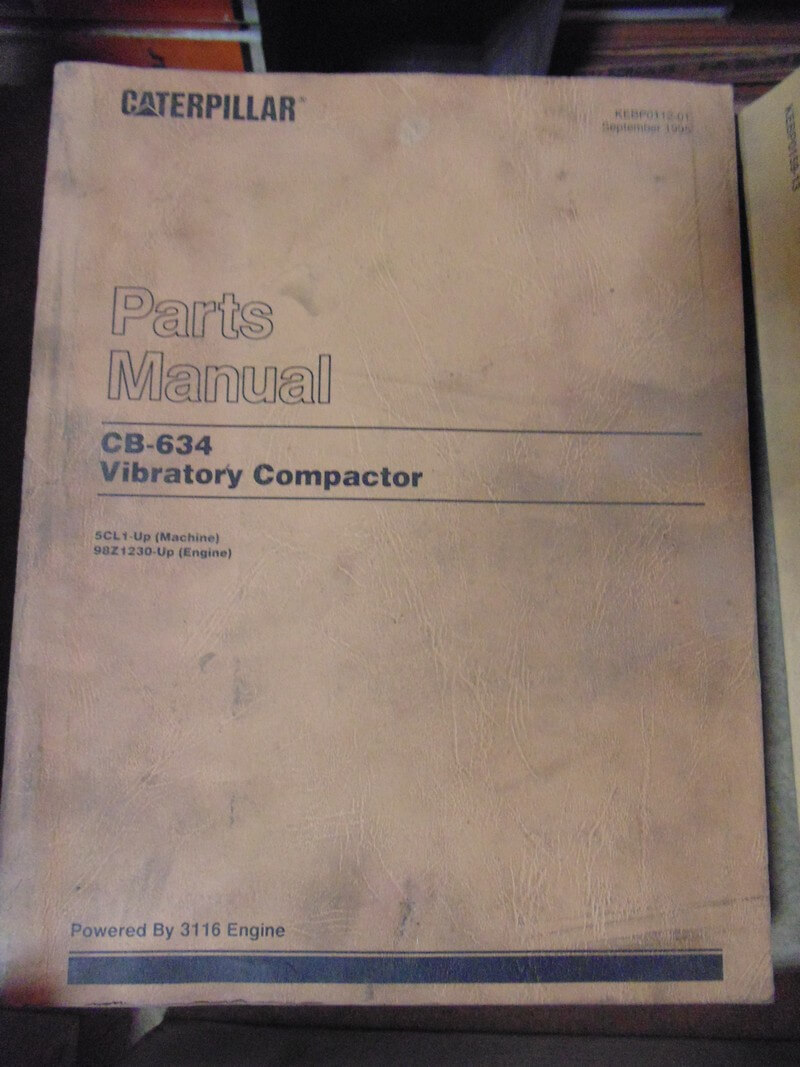 CATERPILLAR
KEBP0112-01
September 1995
Parts
Manual
CB-634
Vibratory Compactor
5CL1-Up (Machine)
98Z1230-Up (Engine)
Powered By 3116 Engine